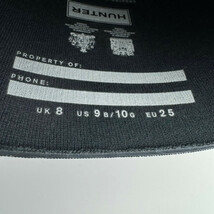 HUNTER
PROPERTY OF:
PHONE:
UK 8 US 9B/10G EU 25